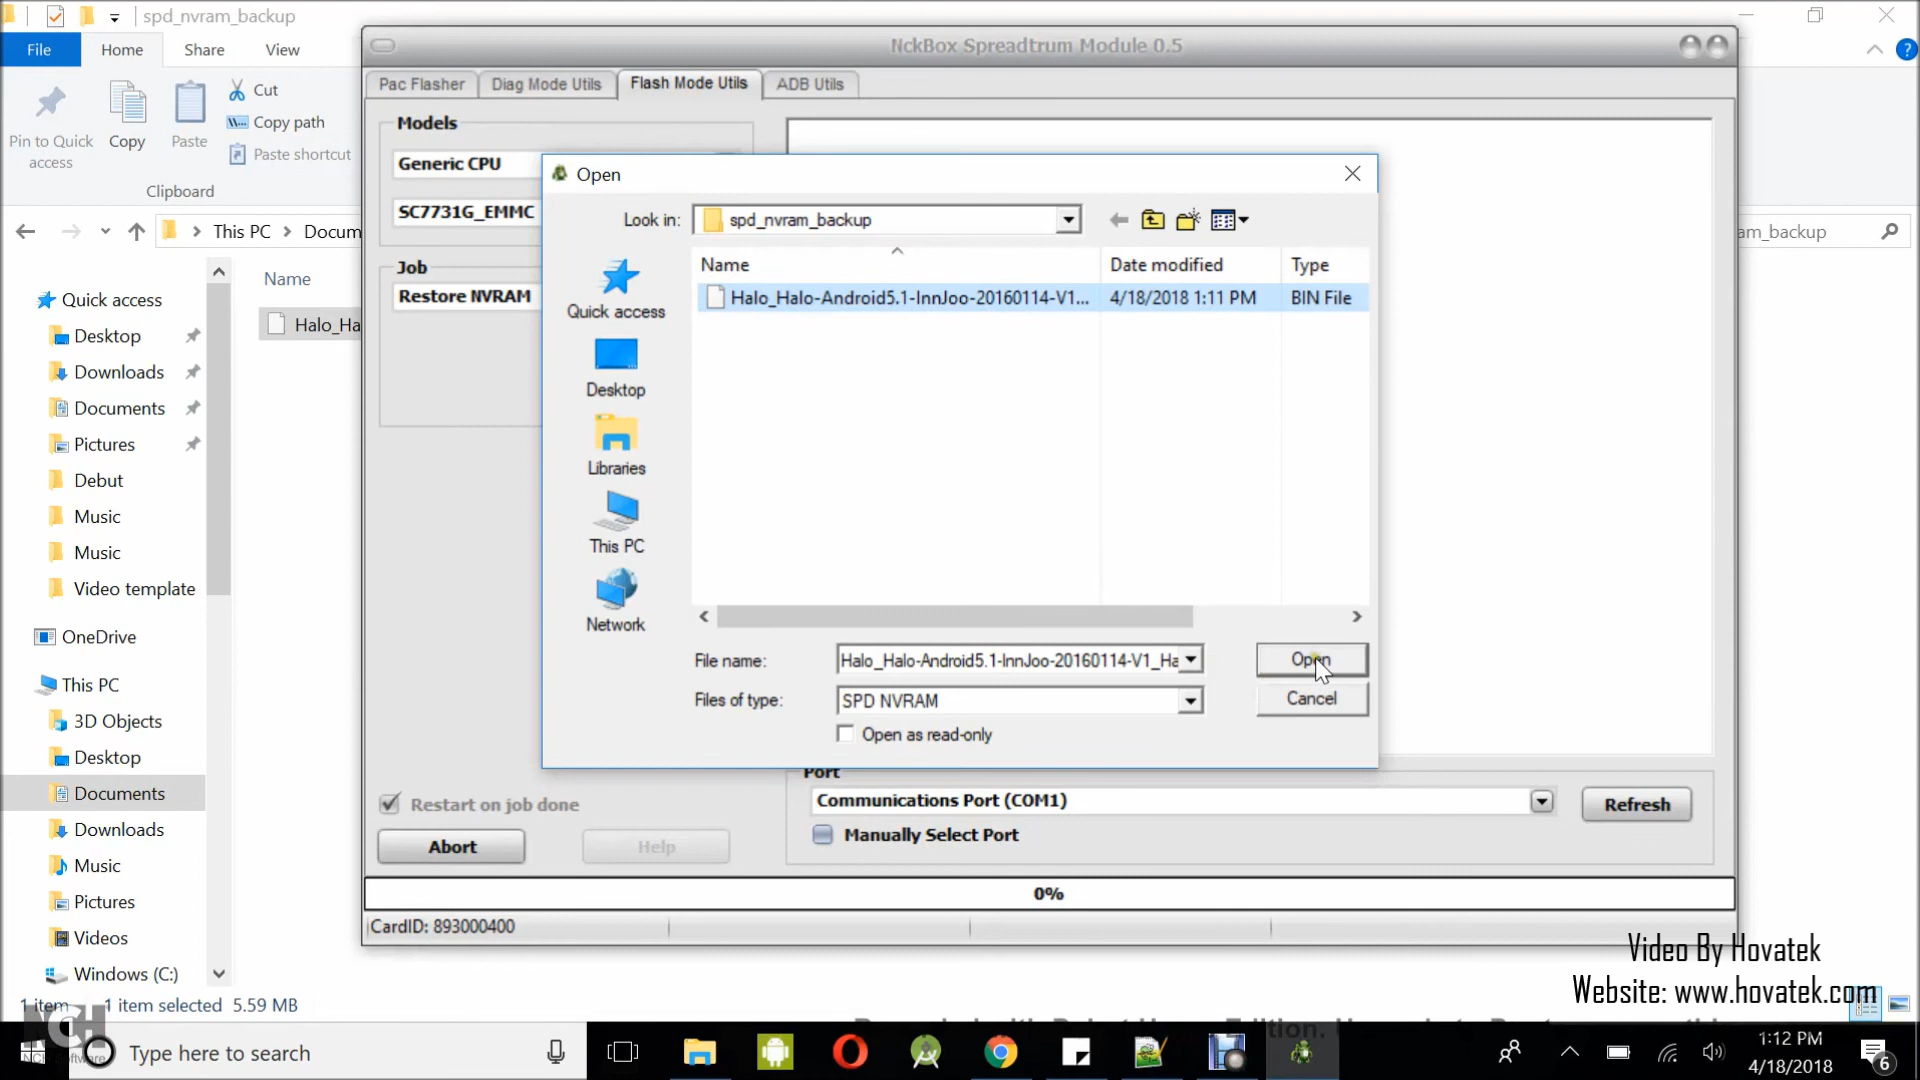 spd_nvram_backup
File
Home
Share
View
Pin to Quick
access
Copy
Paste
Cut
Copy path
Paste shortcut
Clipboard
This PC
Docum
am_backup
Quick access
Desktop
Downloads
Documents
Pictures
Debut
Music
Music
Video template
OneDrive
This PC
3D Objects
Desktop
Documents
Downloads
Music
Pictures
Videos
Windows (C:)
Name
Halo_Ha
1 item
1 item selected 5.59 MB
NckBox Spreadtrum Module 0.5
Pac Flasher
Diag Mode Utils
Flash Mode Utils
ADB Utils
Models
Generic CPU
SC7731G_EMMC
Job
Restore NVRAM
Open
Look in:
spd_nvram_backup
Name
Date modified
Type
Halo_Halo-Android5.1-InnJoo-20160114-V1...
4/18/2018 1:11 PM
BIN File
Quick access
Desktop
Libraries
This PC
Network
File name:
Halo_Halo-Android5.1-InnJoo-20160114-V1_Ha
Open
Files of type:
SPD NVRAM
Cancel
Open as read-only
Port
Communications Port (COM1)
Refresh
Manually Select Port
Restart on job done
Abort
Help
0%
CardID: 893000400
Video By Hovatek
Website: www.hovatek.com
NCH
Software
Type here to search
1:12 PM
4/18/2018
6